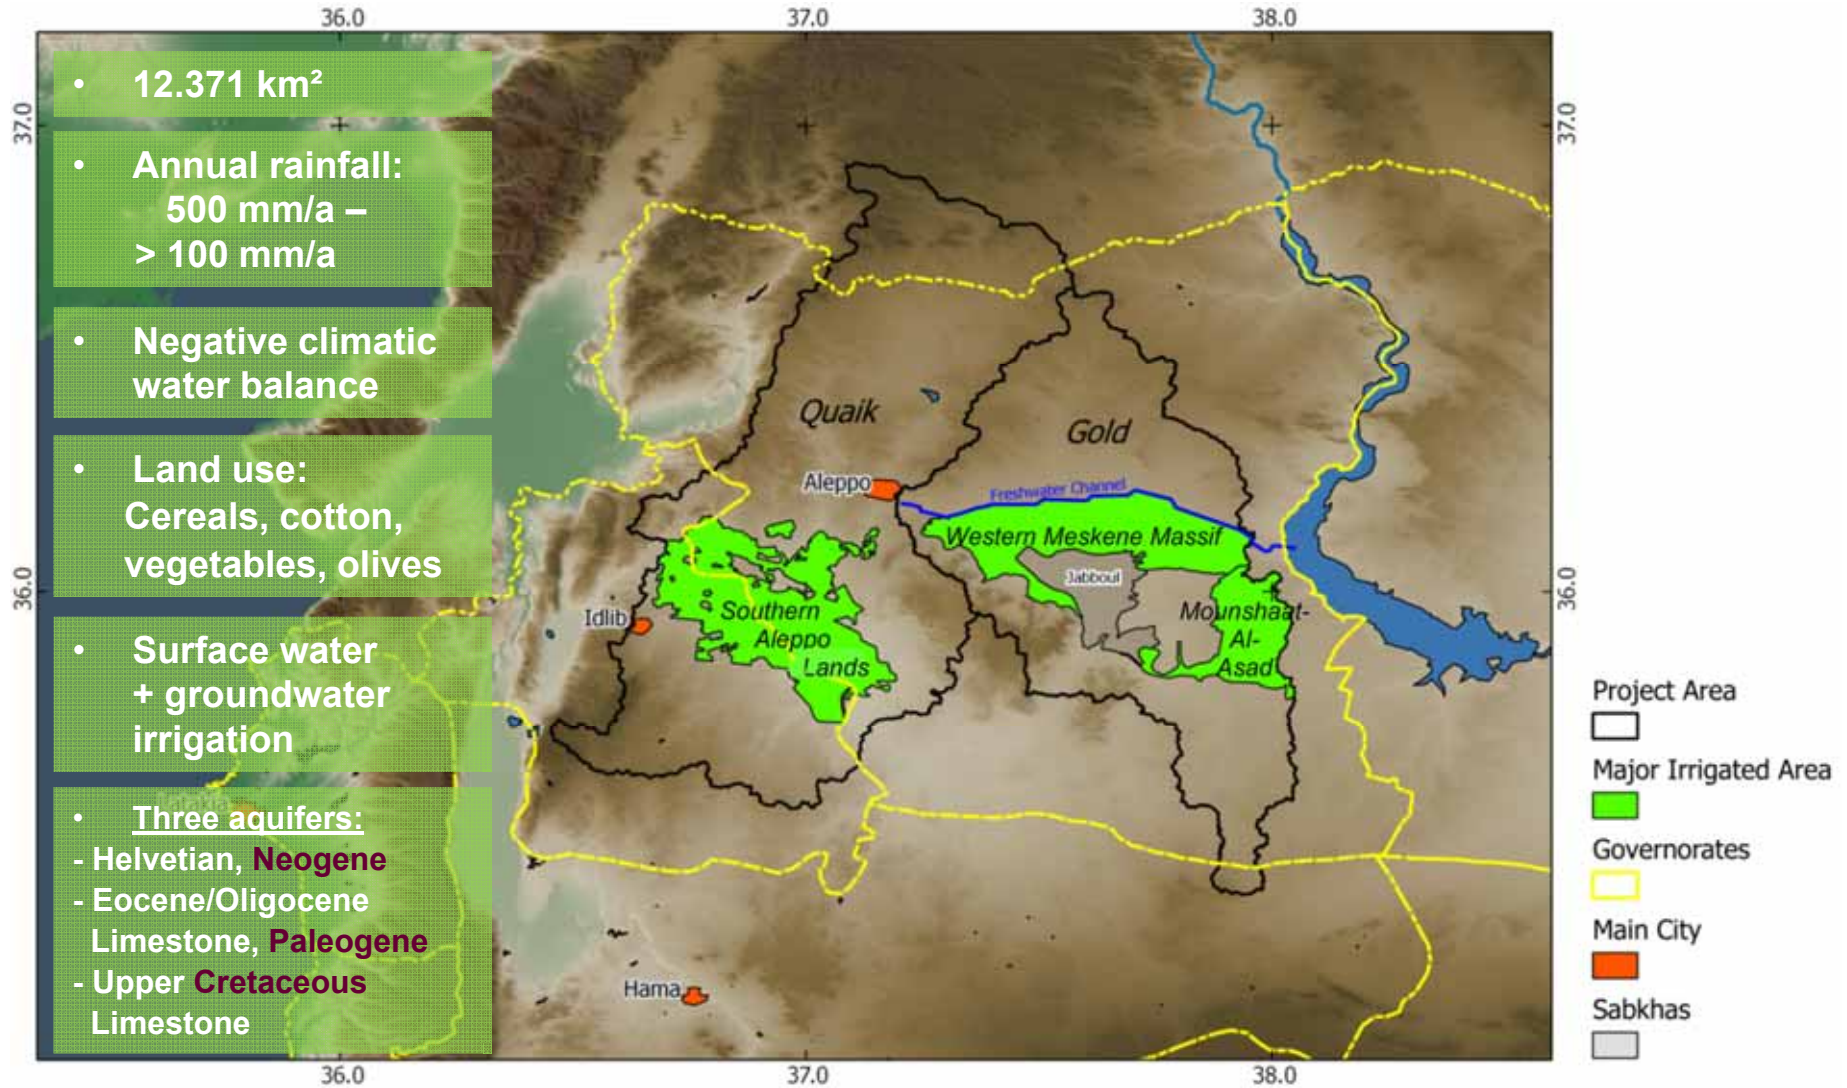 36.0
37.0
38.0
37.0
36.0
• 12.371 km²
• Annual rainfall:
500 mm/a –
> 100 mm/a
• Negative climatic
water balance
• Land use:
Cereals, cotton,
vegetables, olives
• Surface water
+ groundwater
irrigation
• Three aquifers:
- Helvetian, Neogene
- Eocene/Oligocene
Limestone, Paleogene
- Upper Cretaceous
Limestone
Quaik
Gold
Aleppo
Freshwater Channel
Western Meskene Massif
Jabboul
Mounshaat-
Al-
Asad
Idlib
Southern
Aleppo
Lands
Hama
37.0
36.0
Project Area
Major Irrigated Area
Governorates
Main City
Sabkhas
36.0
37.0
38.0